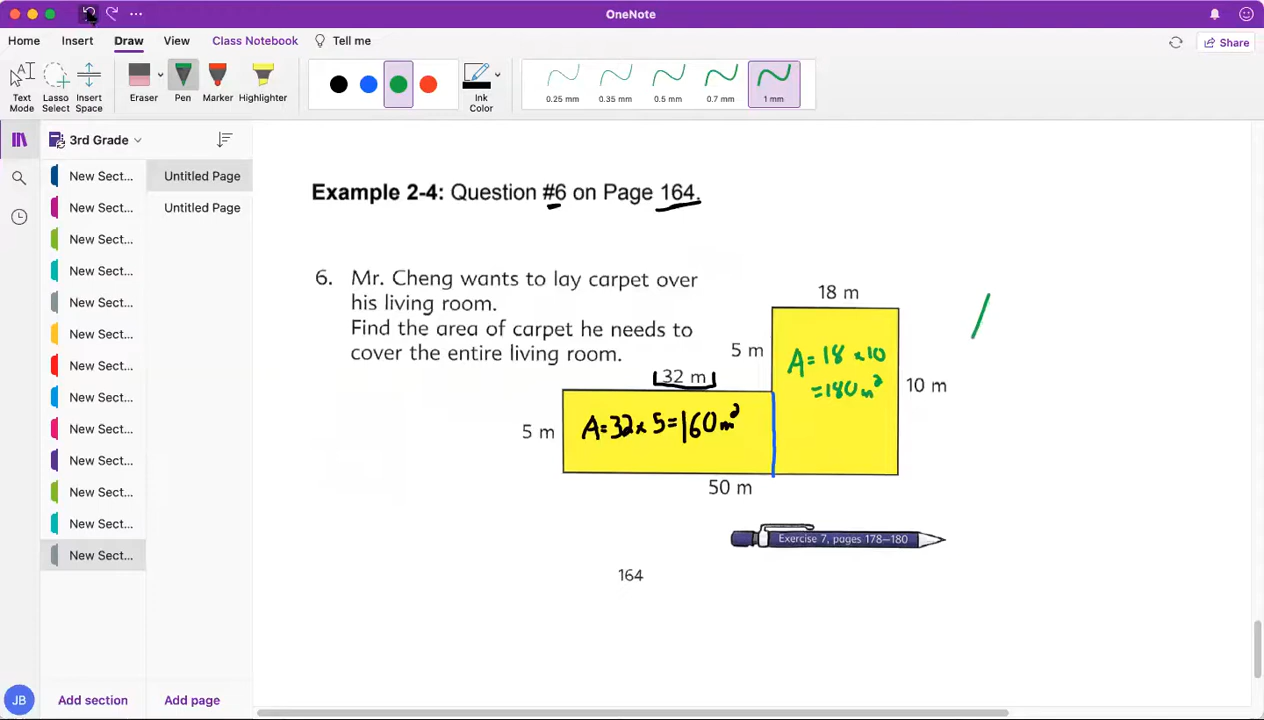 OneNote
Home Insert Draw View Class Notebook Tell me Share
Text Mode Lasso Select Insert Space Eraser Pen Marker Highlighter Ink Color 0.25 mm 0.35 mm 0.5 mm 0.7 mm 1 mm
3rd Grade
New Sect... Untitled Page
New Sect... Untitled Page
New Sect...
New Sect...
New Sect...
New Sect...
New Sect...
New Sect...
New Sect...
New Sect...
New Sect...
New Sect...
New Sect...
Example 2-4: Question #6 on Page 164.
6. Mr. Cheng wants to lay carpet over
his living room.
Find the area of carpet he needs to
cover the entire living room.
18 m
5 m
A=18×10
=180m²
10 m
32 m
5 m
A=32×5=160m²
50 m
Exercise 7, pages 178–180
164
JB Add section Add page